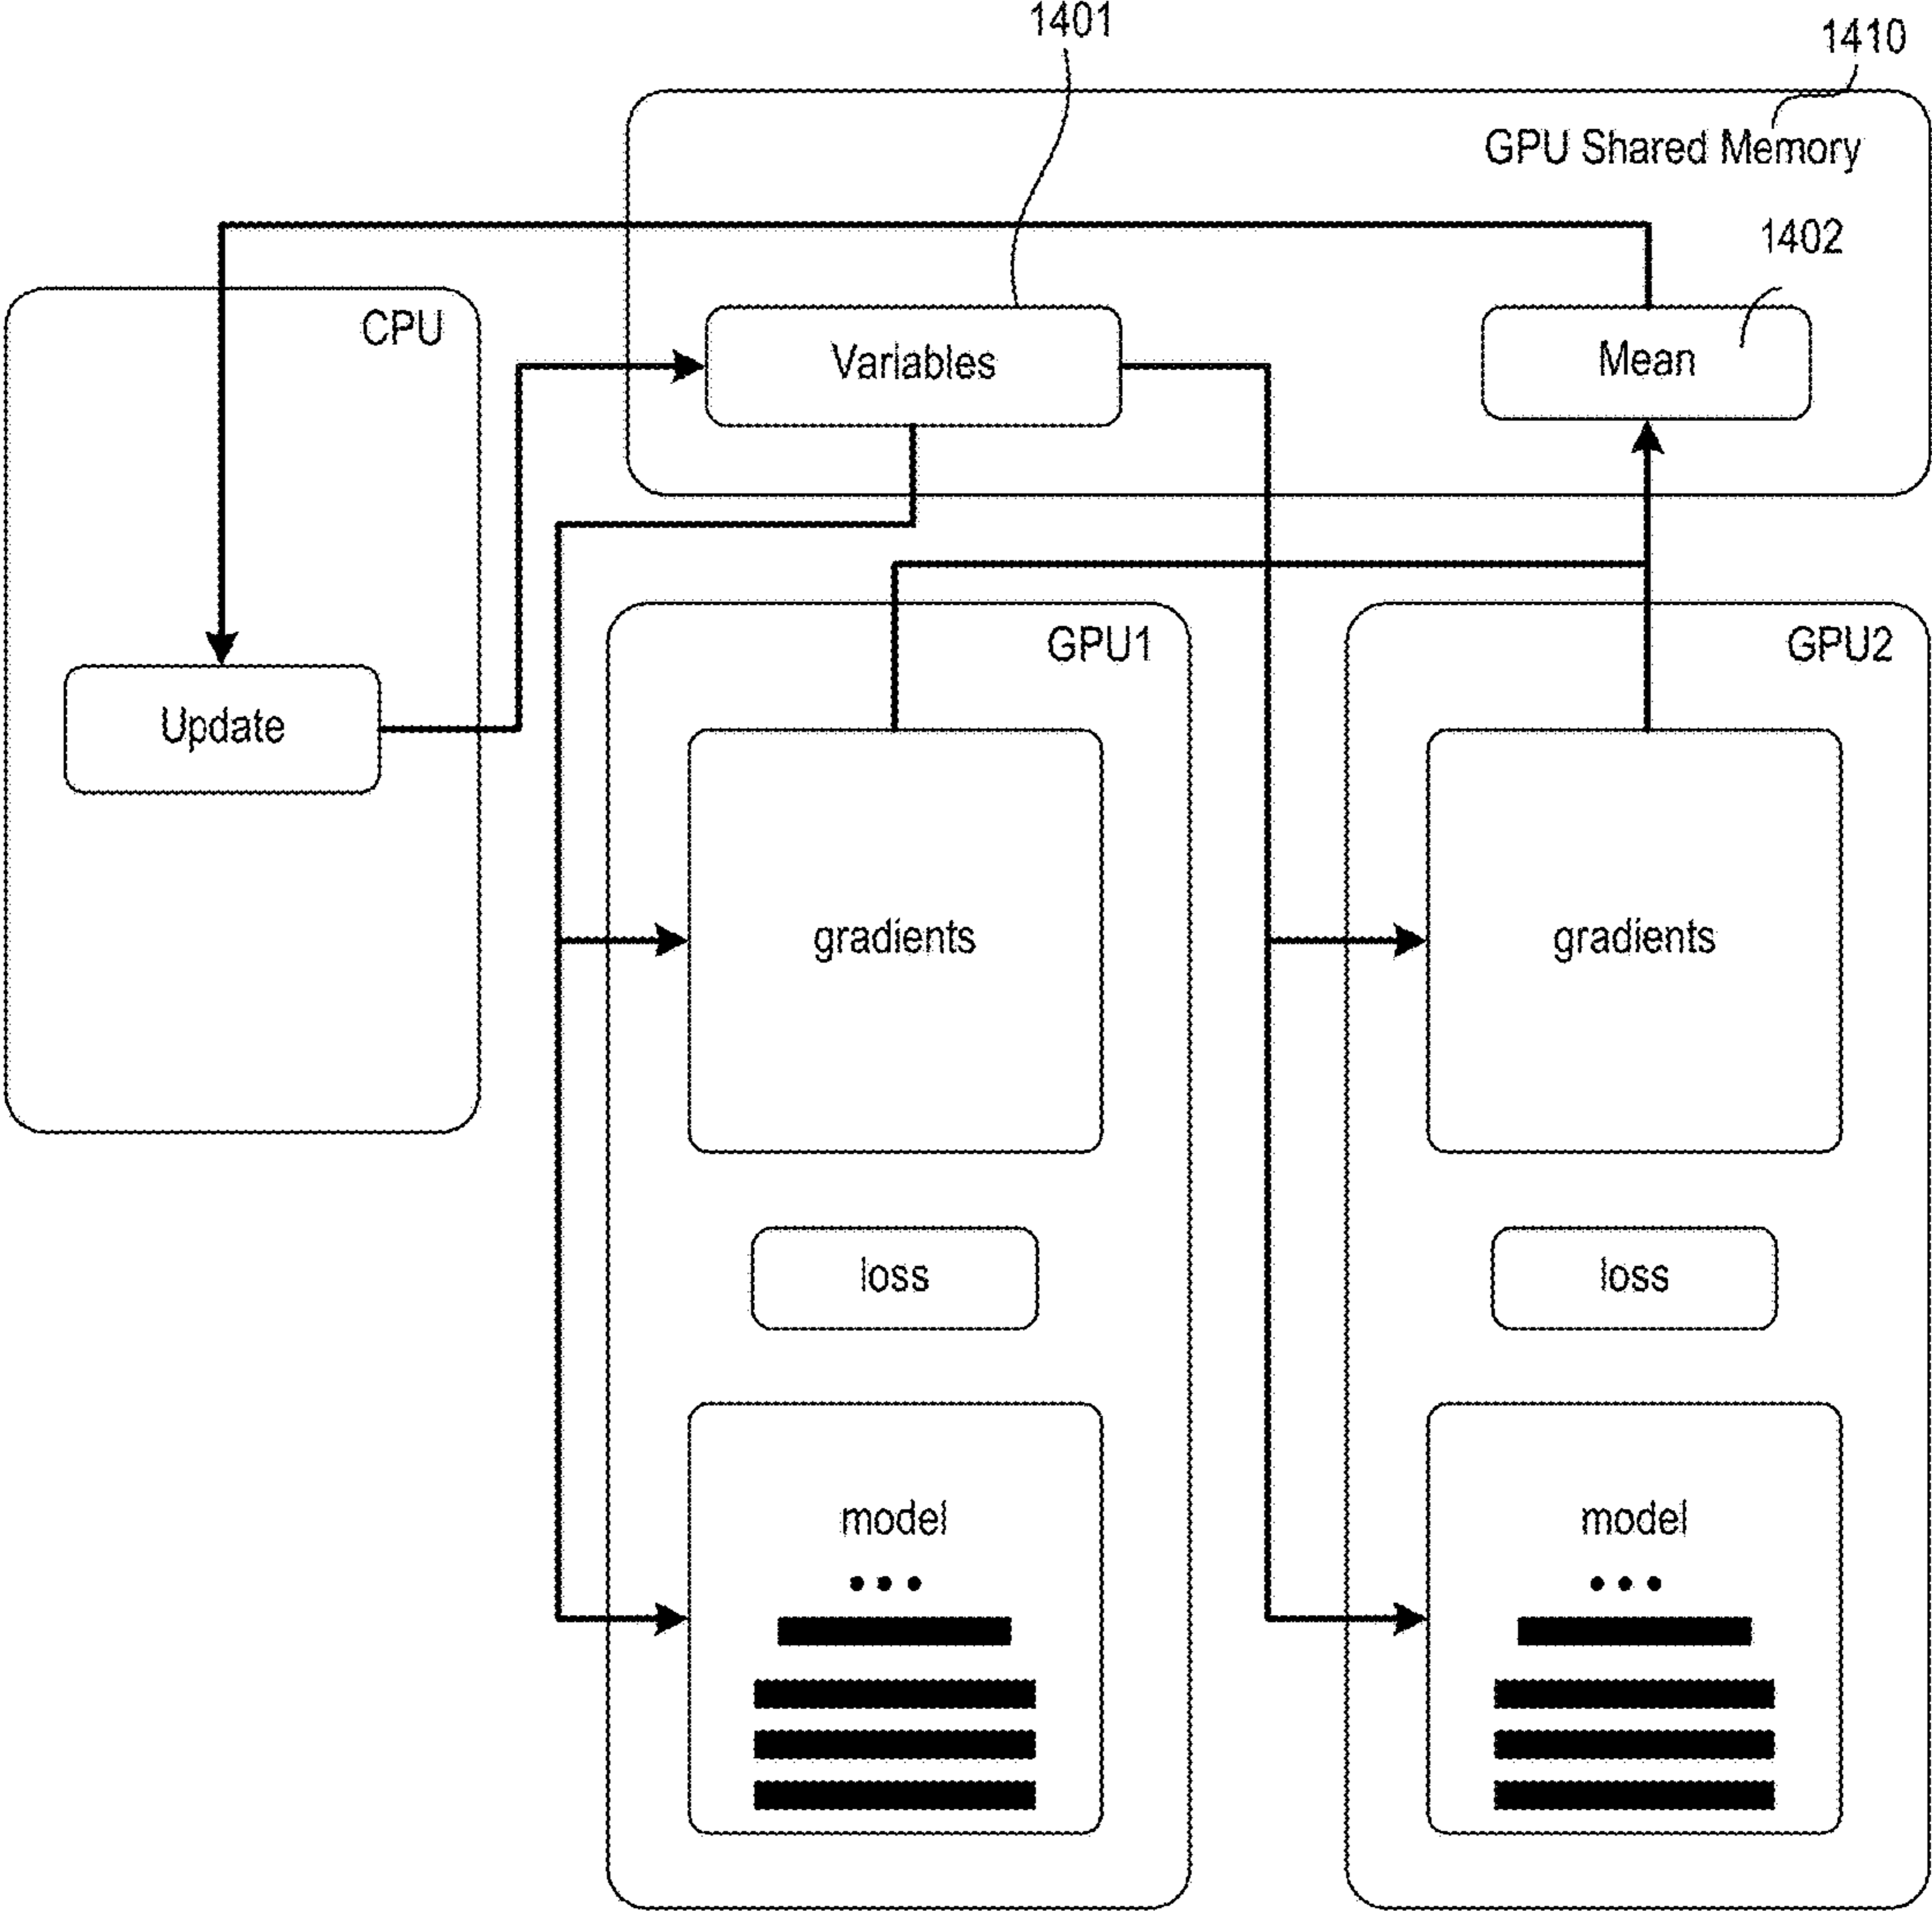 1401
1410
GPU Shared Memory
1402
CPU
Variables
Mean
GPU1
GPU2
Update
gradients
gradients
loss
loss
model
model